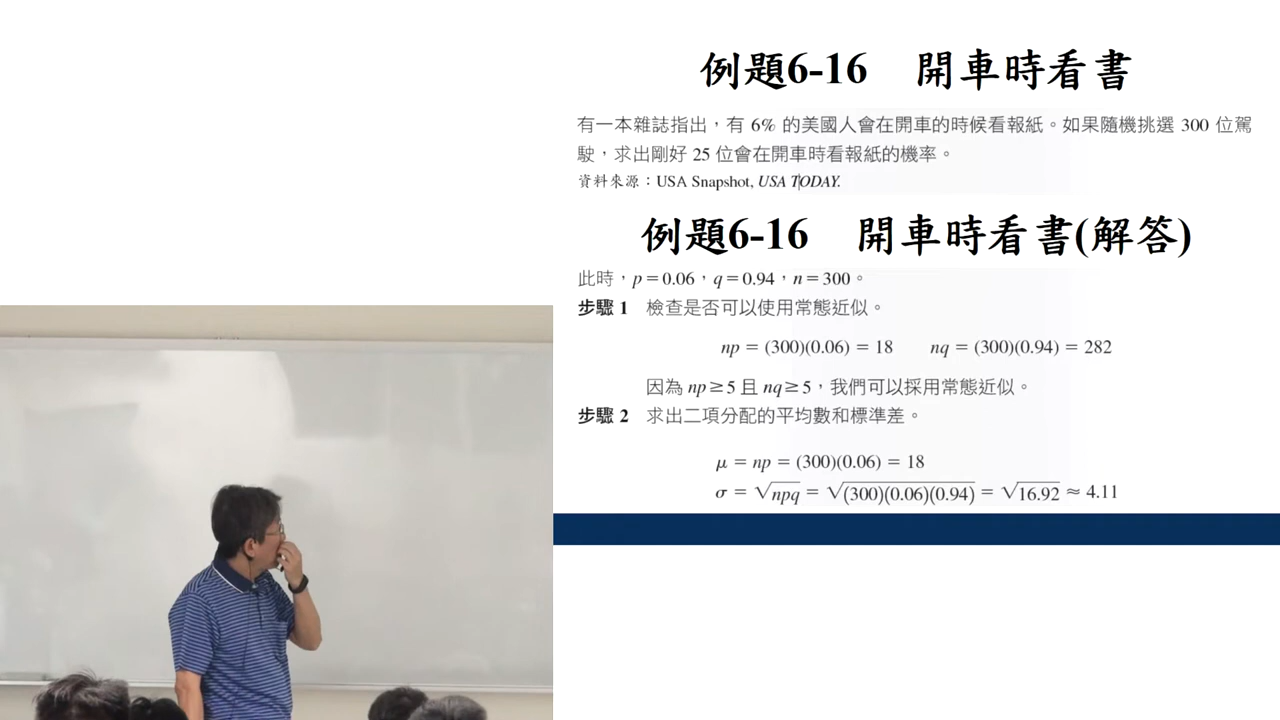 例題6-16 開車時看書
有一本雜誌指出，有 6% 的美國人會在開車的時候看報紙。如果隨機挑選 300 位駕
駛，求出剛好 25 位會在開車時看報紙的機率。
資料來源：USA Snapshot, USA TODAY.
例題6-16 開車時看書(解答)
此時，p = 0.06，q = 0.94，n = 300。
步驟 1 檢查是否可以使用常態近似。
np = (300)(0.06) = 18 nq = (300)(0.94) = 282
因為 np ≥ 5 且 nq ≥ 5，我們可以採用常態近似。
步驟 2 求出二項分配的平均數和標準差。
μ = np = (300)(0.06) = 18
σ = √npq = √(300)(0.06)(0.94) = √16.92 ≈ 4.11